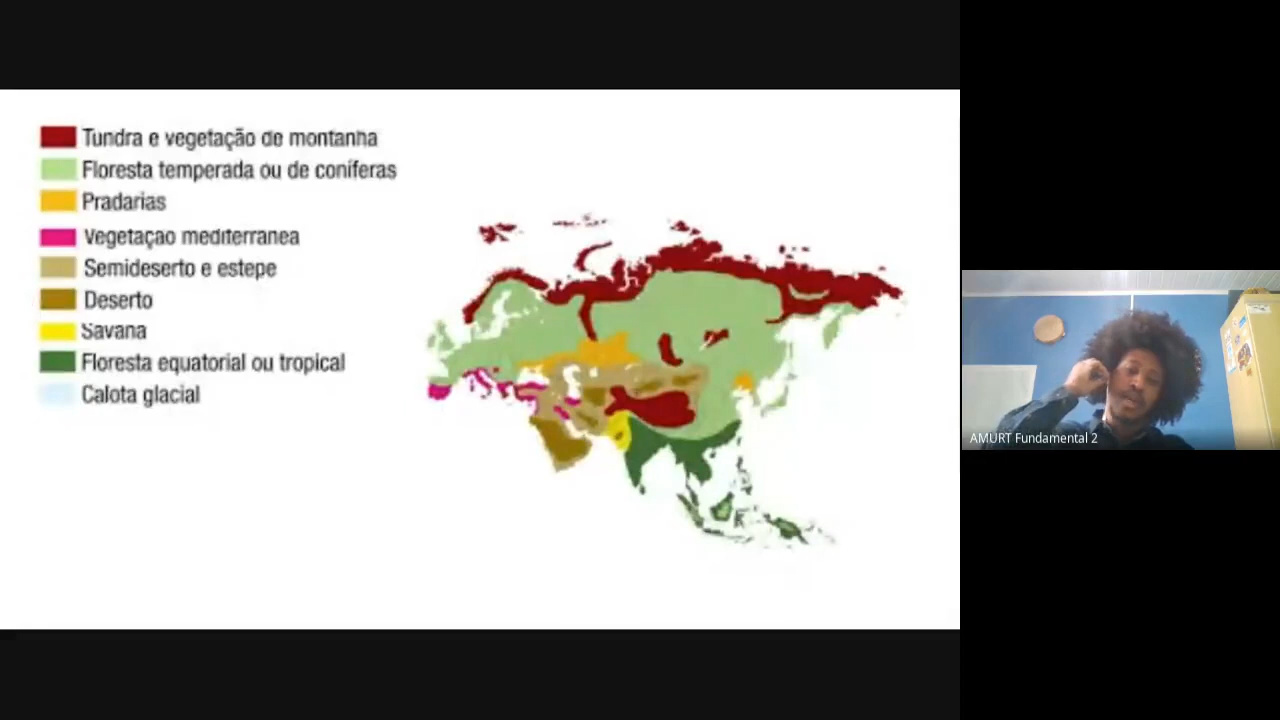 Tundra e vegetação de montanha
Floresta temperada ou de coníferas
Pradarias
Vegetaçao mediterranea
Semideserto e estepe
Deserto
Savana
Floresta equatorial ou tropical
Calota glacial
AMURT Fundamental 2